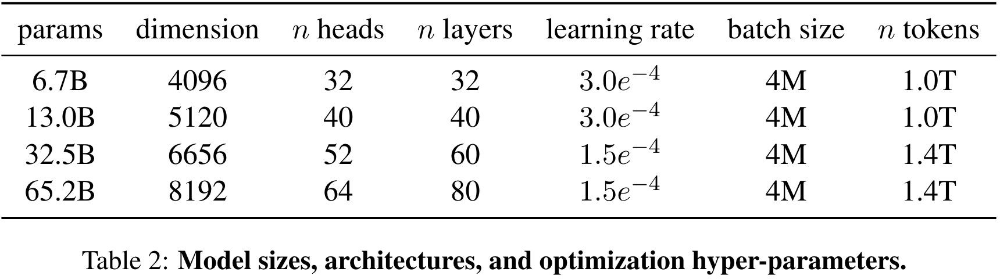 params dimension n heads n layers learning rate batch size n tokens
6.7B 4096 32 32 3.0e⁻⁴ 4M 1.0T
13.0B 5120 40 40 3.0e⁻⁴ 4M 1.0T
32.5B 6656 52 60 1.5e⁻⁴ 4M 1.4T
65.2B 8192 64 80 1.5e⁻⁴ 4M 1.4T
Table 2: Model sizes, architectures, and optimization hyper-parameters.